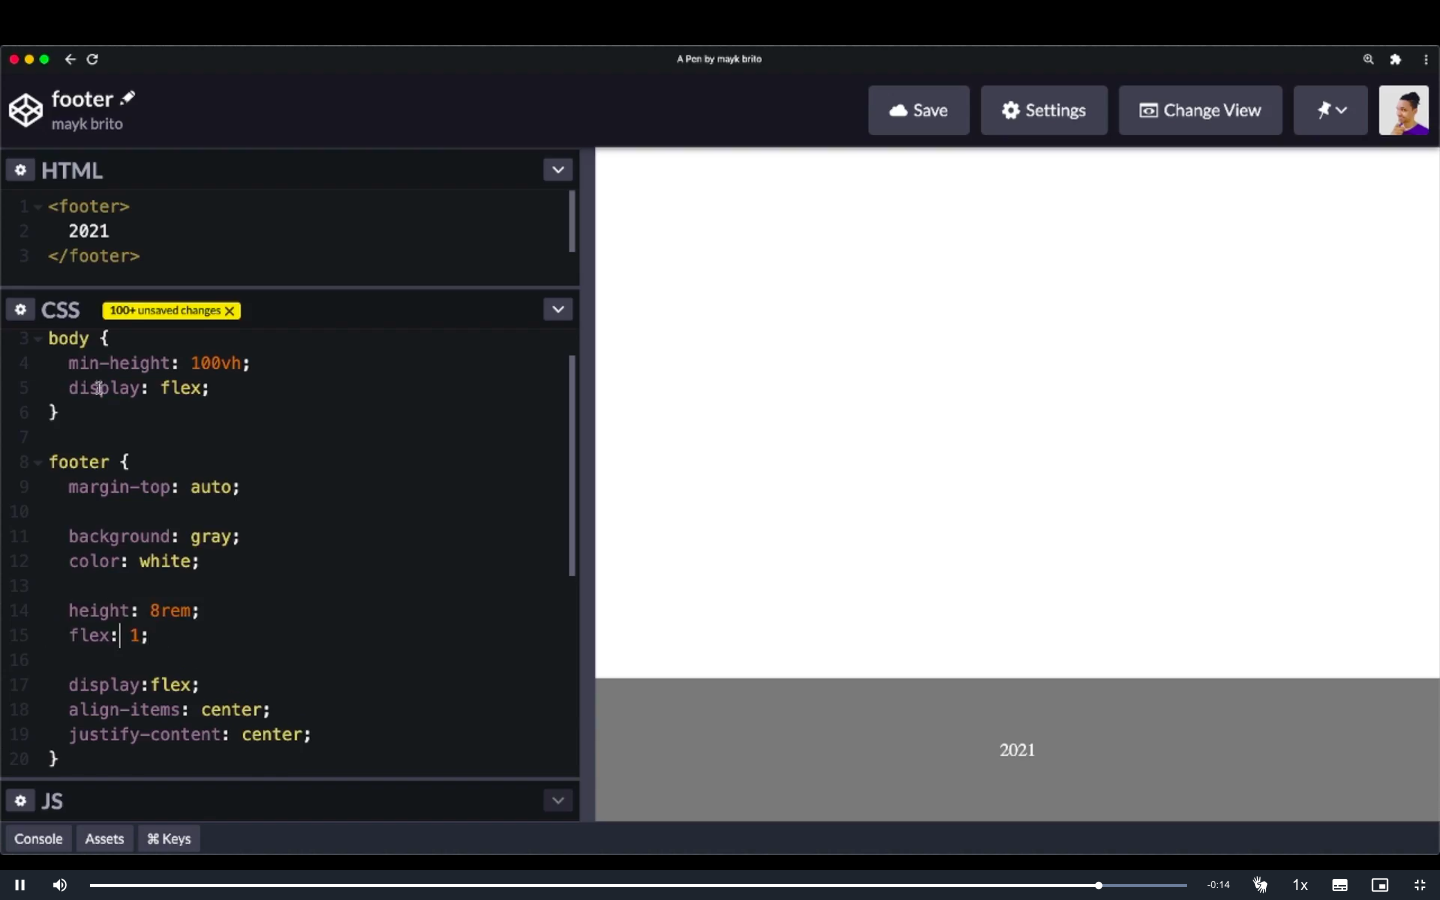 A Pen by mayk brito
footer
mayk brito
Save
Settings
Change View
HTML
1 <footer>
2 2021
3 </footer>
CSS
100+ unsaved changes X
3 body {
4 min-height: 100vh;
5 display: flex;
6 }
7
8 footer {
9 margin-top: auto;
10
11 background: gray;
12 color: white;
13
14 height: 8rem;
15 flex: 1;
16
17 display:flex;
18 align-items: center;
19 justify-content: center;
20 }
2021
JS
Console
Assets
⌘ Keys
-0:14
1x